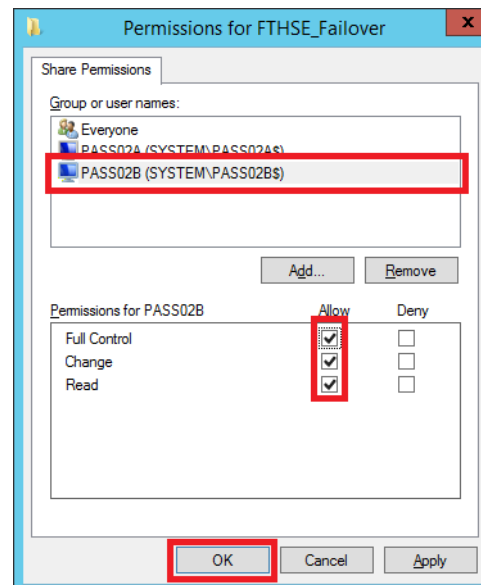 Permissions for FTHSE_Failover
x
Share Permissions
Group or user names:
Everyone
PASS02A (SYSTEM\PASS02A$)
PASS02B (SYSTEM\PASS02B$)
Add... Remove
Permissions for PASS02B Allow Deny
Full Control
Change
Read
OK Cancel Apply